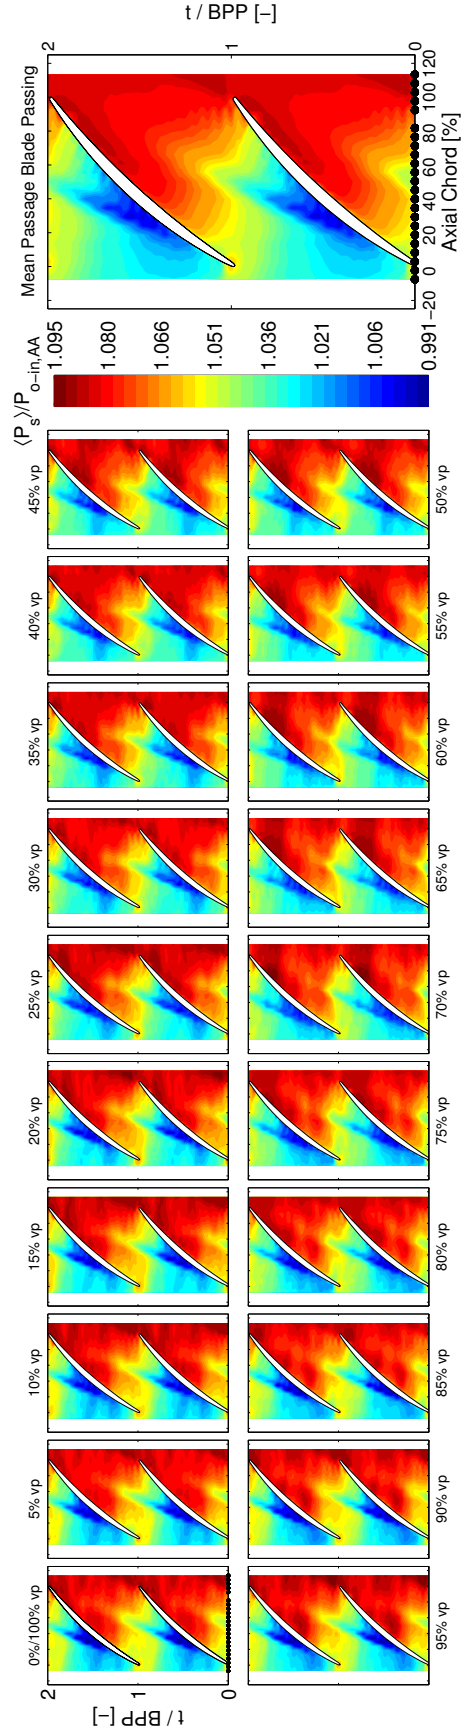 0%/100% vp
5% vp
10% vp
15% vp
20% vp
25% vp
30% vp
35% vp
40% vp
45% vp
2
1
0
t / BPP [−]
95% vp
90% vp
85% vp
80% vp
75% vp
70% vp
65% vp
60% vp
55% vp
50% vp
⟨P_s⟩/P_o−in,AA
1.095
1.080
1.066
1.051
1.036
1.021
1.006
0.991
Mean Passage Blade Passing
2
1
0
t / BPP [−]
−20 0 20 40 60 80 100 120
Axial Chord [%]